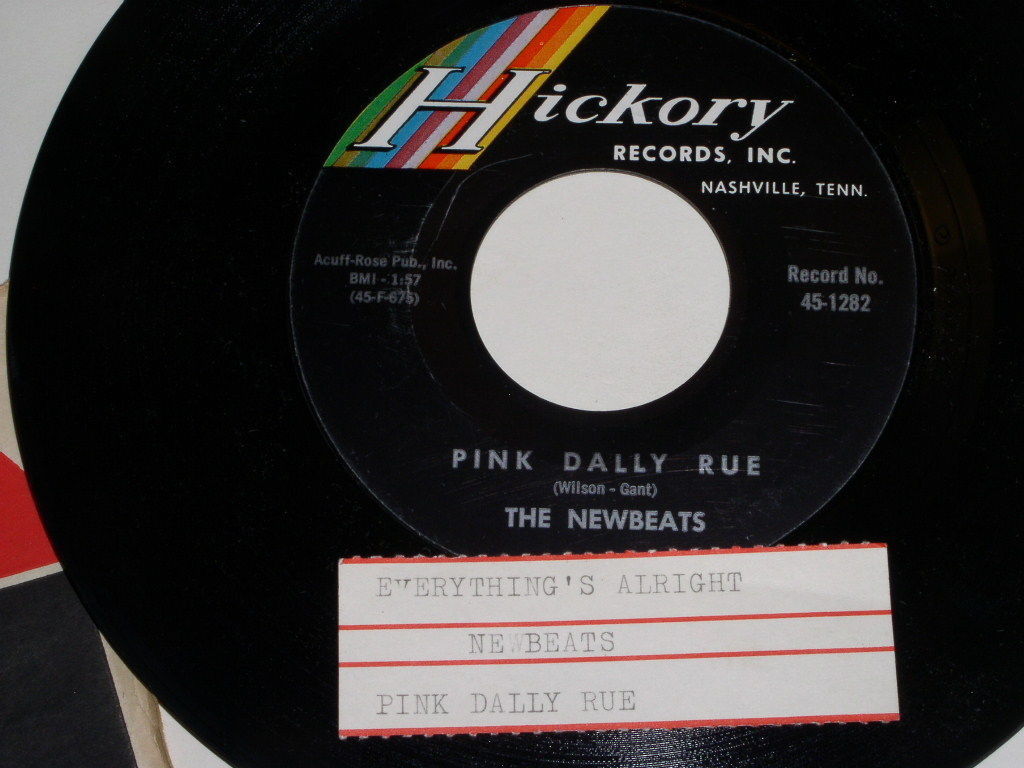 Hickory
RECORDS, INC.
NASHVILLE, TENN.
Acuff-Rose Pub., Inc.
BMI - 1:57
(45-F-675)
Record No.
45-1282
PINK DALLY RUE
(Wilson - Gant)
THE NEWBEATS
EVERYTHING'S ALRIGHT
NEWBEATS
PINK DALLY RUE